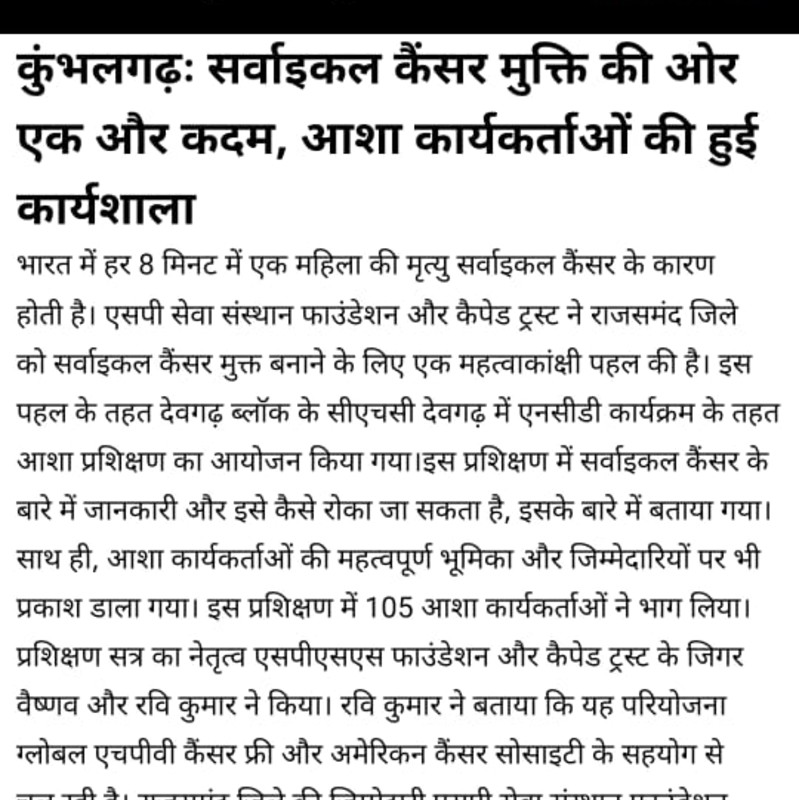 कुंभलगढ़ः सर्वाइकल कैंसर मुक्ति की ओर
एक और कदम, आशा कार्यकर्ताओं की हुई
कार्यशाला
भारत में हर 8 मिनट में एक महिला की मृत्यु सर्वाइकल कैंसर के कारण
होती है। एसपी सेवा संस्थान फाउंडेशन और कैपेड ट्रस्ट ने राजसमंद जिले
को सर्वाइकल कैंसर मुक्त बनाने के लिए एक महत्वाकांक्षी पहल की है। इस
पहल के तहत देवगढ़ ब्लॉक के सीएचसी देवगढ़ में एनसीडी कार्यक्रम के तहत
आशा प्रशिक्षण का आयोजन किया गया।इस प्रशिक्षण में सर्वाइकल कैंसर के
बारे में जानकारी और इसे कैसे रोका जा सकता है, इसके बारे में बताया गया।
साथ ही, आशा कार्यकर्ताओं की महत्वपूर्ण भूमिका और जिम्मेदारियों पर भी
प्रकाश डाला गया। इस प्रशिक्षण में 105 आशा कार्यकर्ताओं ने भाग लिया।
प्रशिक्षण सत्र का नेतृत्व एसपीएसएस फाउंडेशन और कैपेड ट्रस्ट के जिगर
वैष्णव और रवि कुमार ने किया। रवि कुमार ने बताया कि यह परियोजना
ग्लोबल एचपीवी कैंसर फ्री और अमेरिकन कैंसर सोसाइटी के सहयोग से